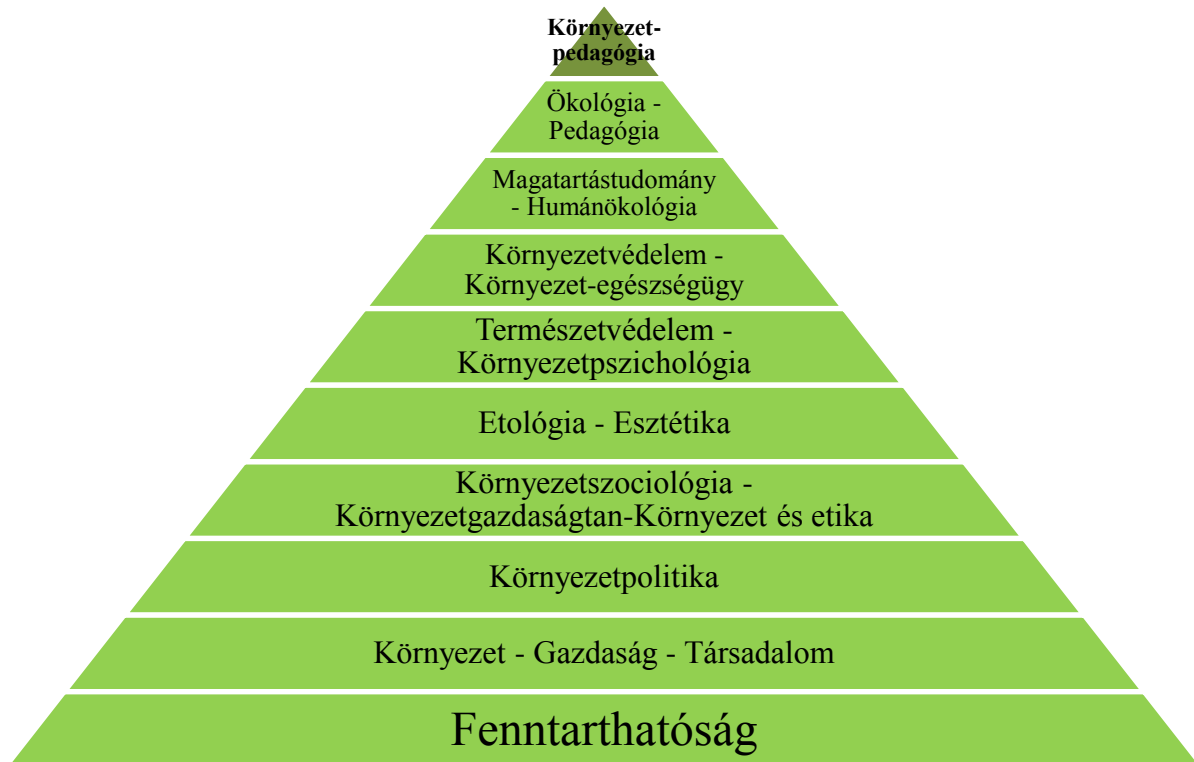 Környezet-
pedagógia
Ökológia -
Pedagógia
Magatartástudomány
- Humánökológia
Környezetvédelem -
Környezet-egészségügy
Természetvédelem -
Környezetpszichológia
Etológia - Esztétika
Környezetszociológia -
Környezetgazdaságtan-Környezet és etika
Környezetpolitika
Környezet - Gazdaság - Társadalom
Fenntarthatóság